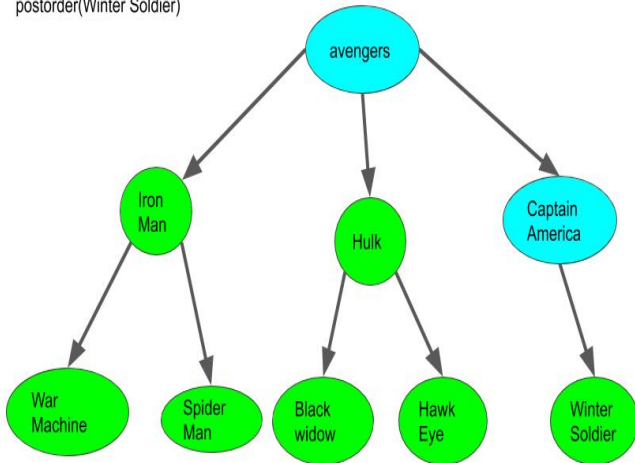 postorder(Winter Soldier)
avengers
Iron
Man
Hulk
Captain
America
War
Machine
Spider
Man
Black
widow
Hawk
Eye
Winter
Soldier